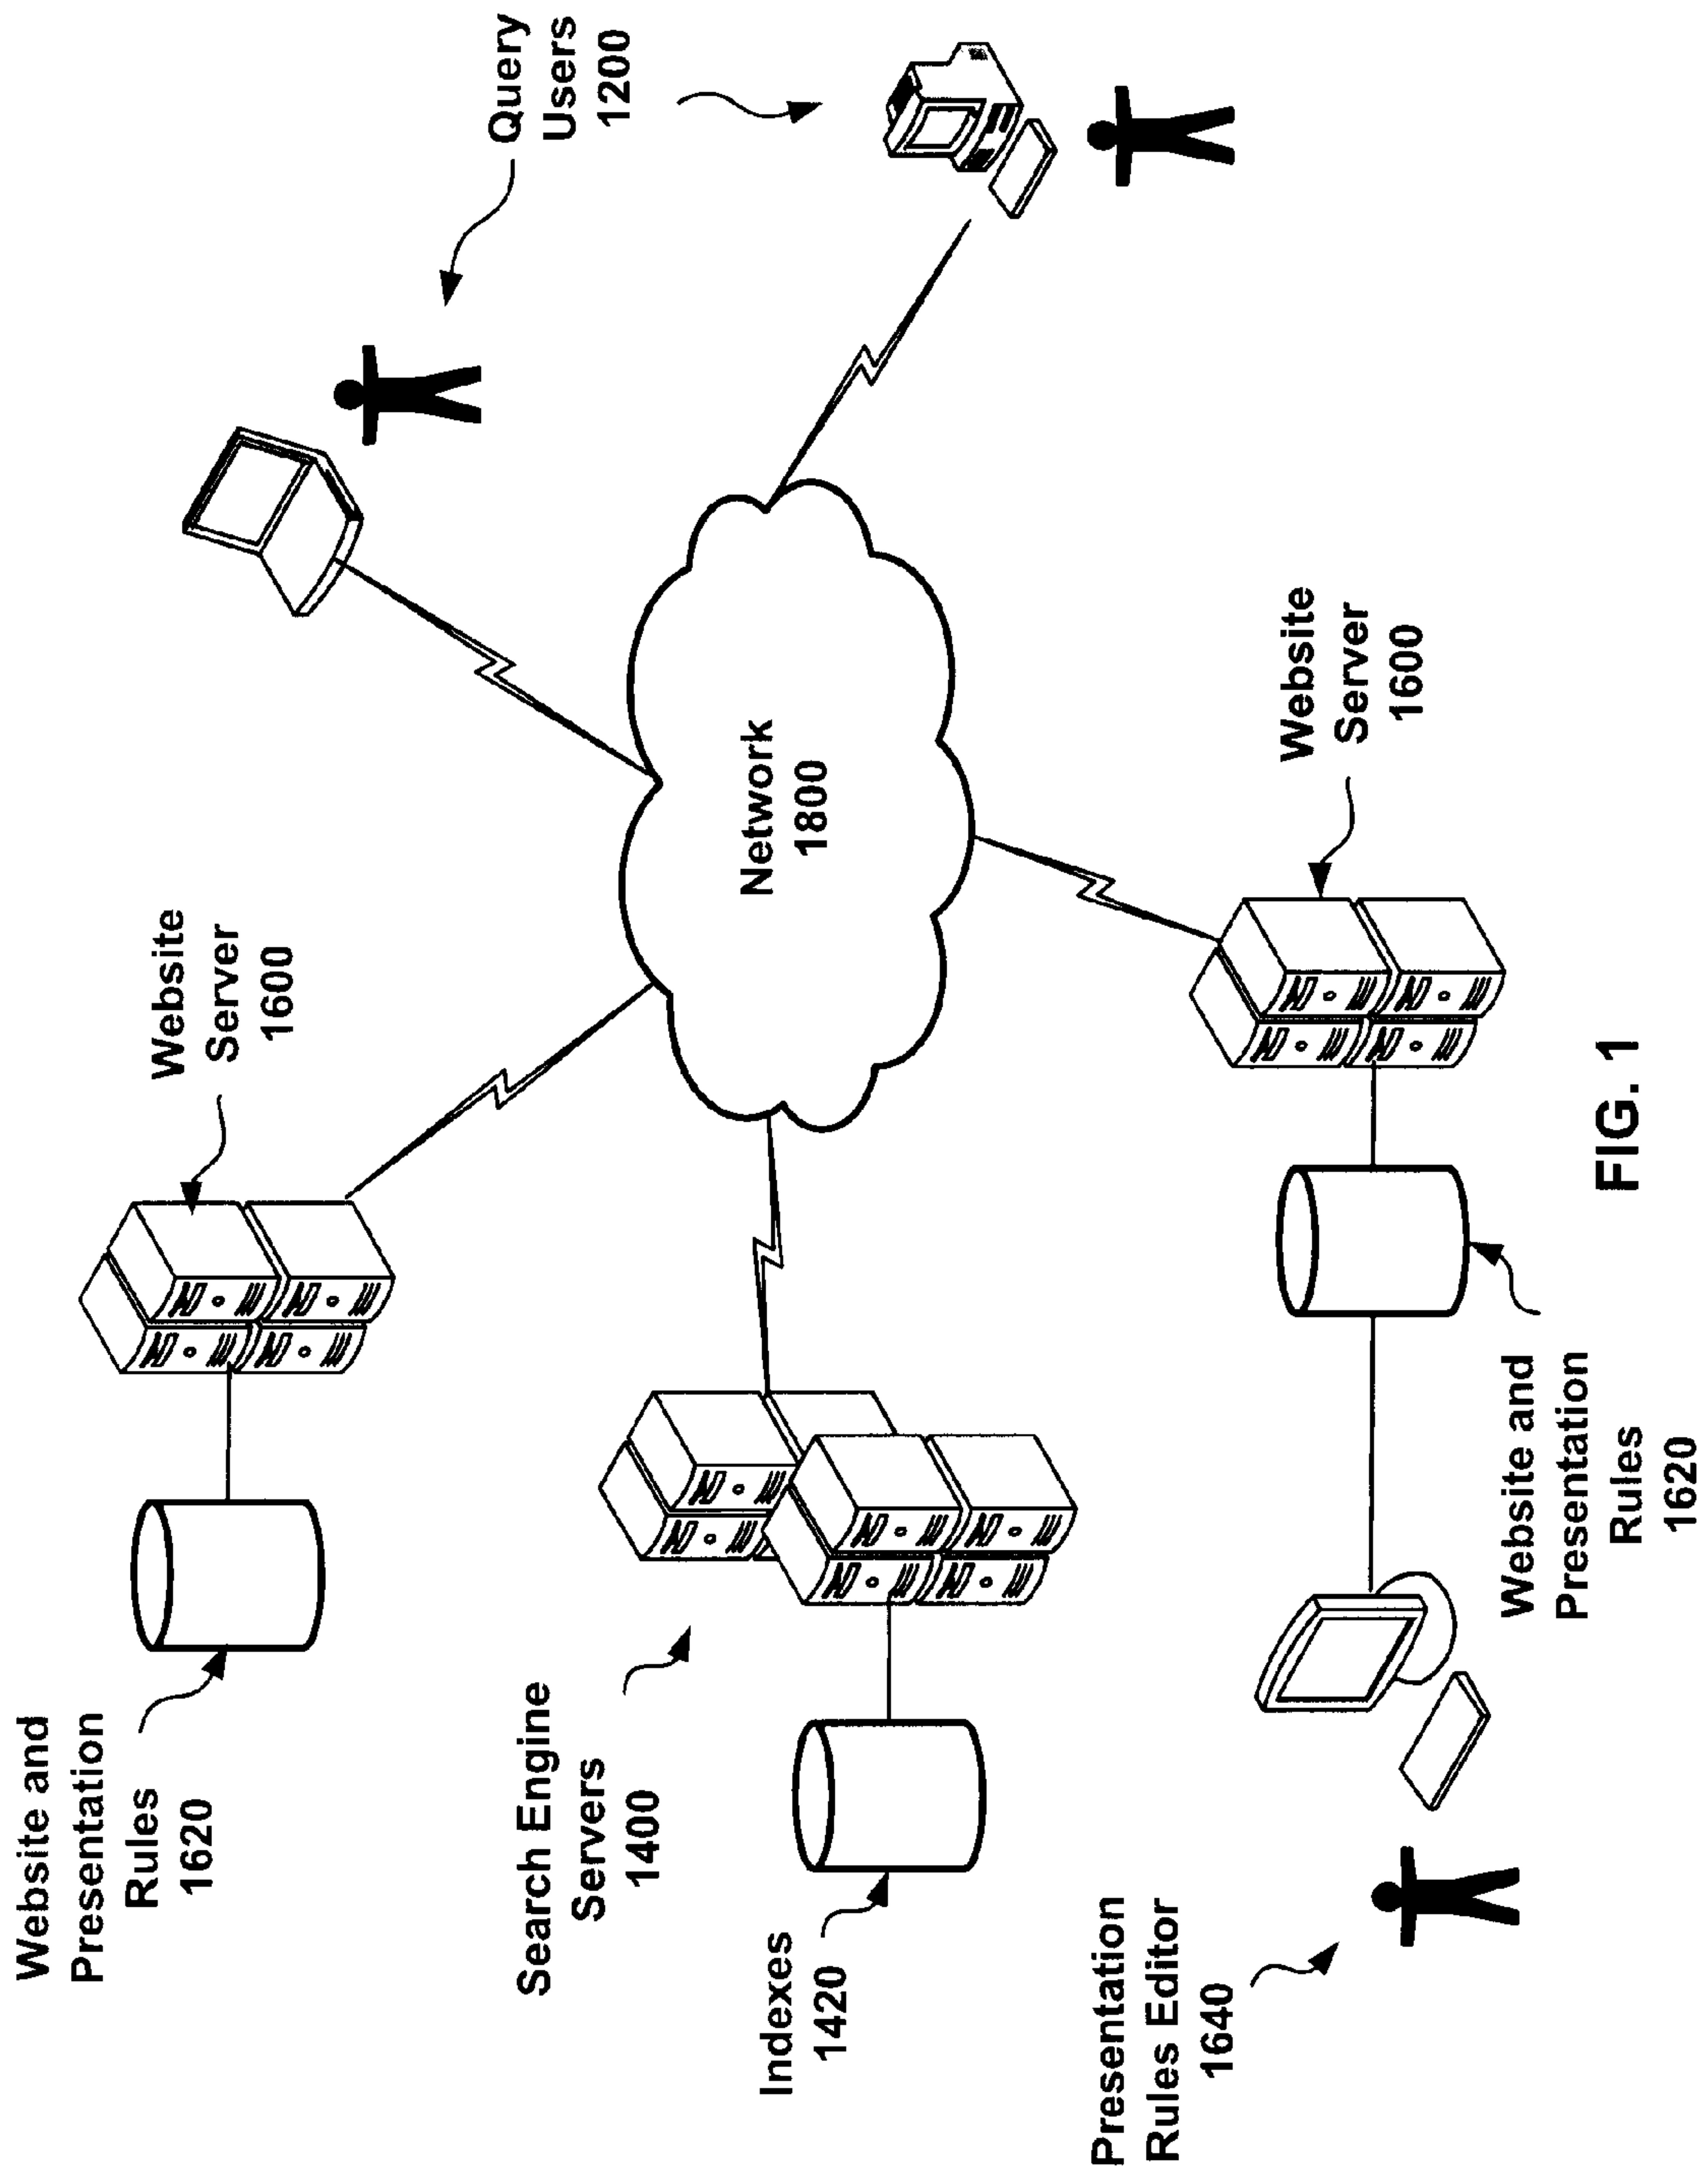 Website and
Presentation
Rules
1620
Website
Server
1600
Query
Users
1200
Search Engine
Servers
1400
Network
1800
Indexes
1420
Presentation
Rules Editor
1640
Website and
Presentation
Rules
1620
Website
Server
1600
FIG. 1